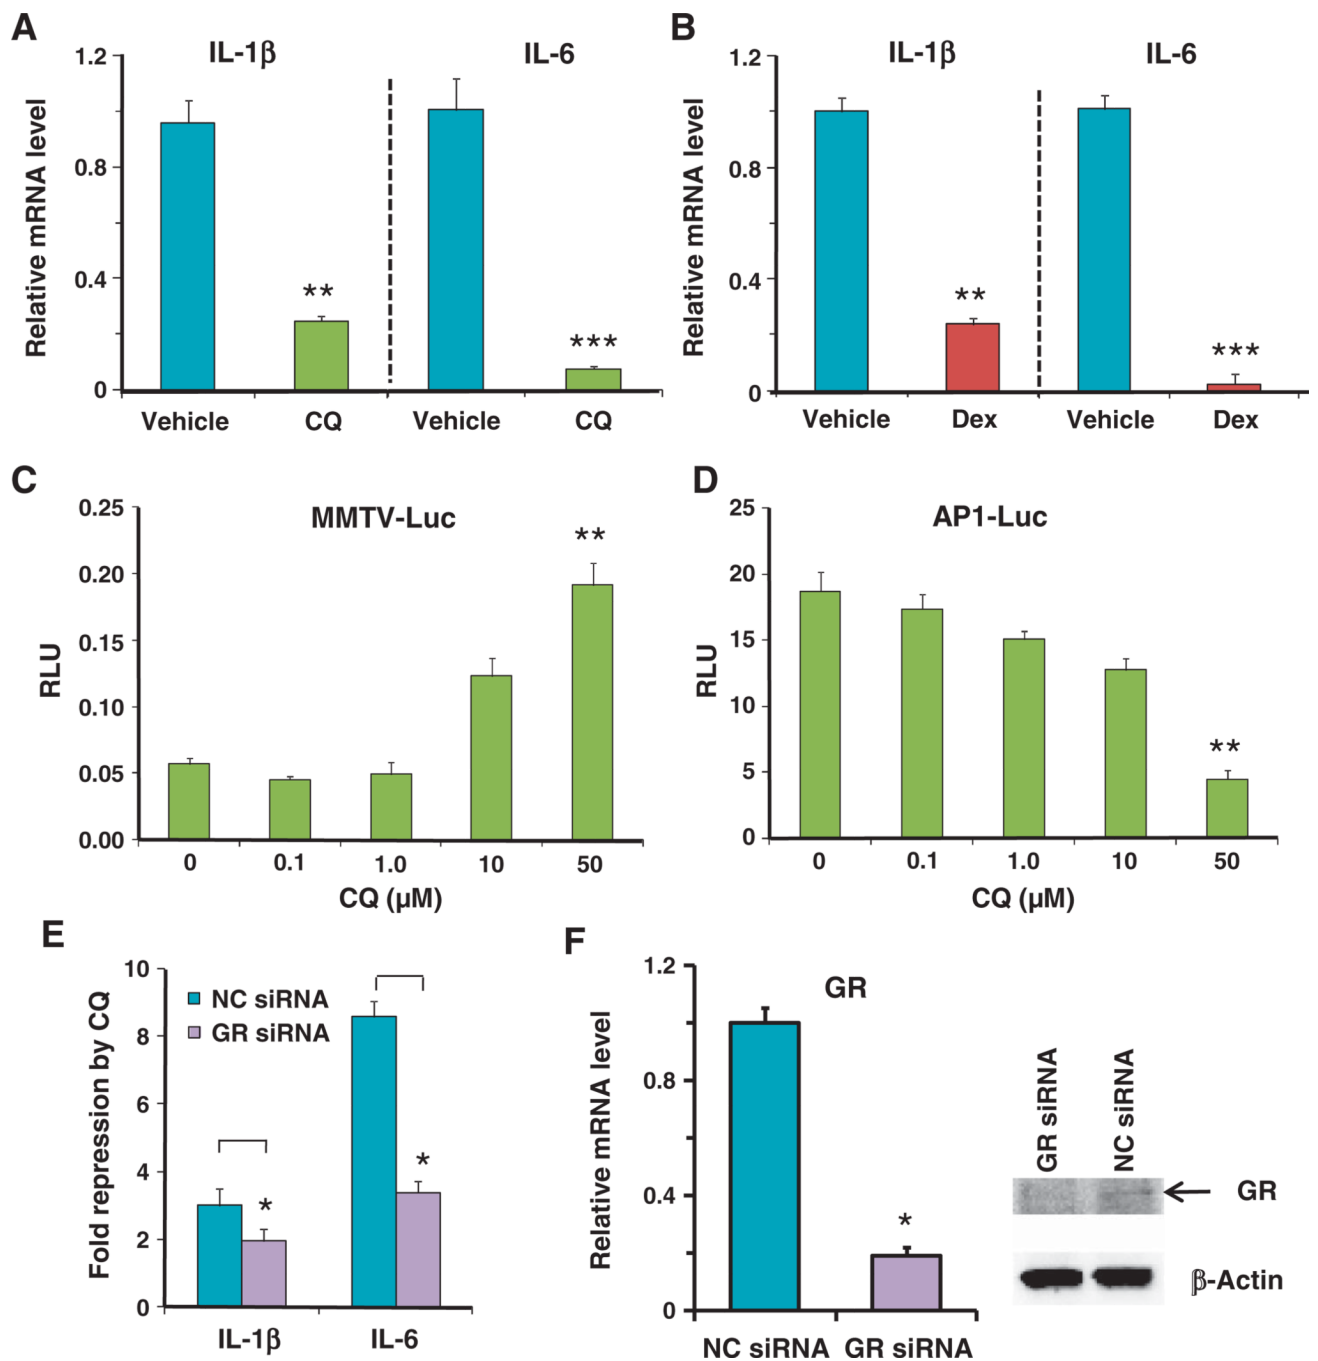 A
IL-1β
IL-6
Relative mRNA level
1.2
0.8
0.4
0
**
***
Vehicle
CQ
Vehicle
CQ
B
IL-1β
IL-6
Relative mRNA level
1.2
0.8
0.4
0
**
***
Vehicle
Dex
Vehicle
Dex
C
MMTV-Luc
RLU
0.25
0.20
0.15
0.10
0.05
0.00
**
0
0.1
1.0
10
50
CQ (µM)
D
AP1-Luc
RLU
25
20
15
10
5
0
**
0
0.1
1.0
10
50
CQ (µM)
E
Fold repression by CQ
10
8
6
4
2
0
NC siRNA
GR siRNA
*
*
IL-1β
IL-6
F
GR
Relative mRNA level
1.2
0.8
0.4
0
*
NC siRNA
GR siRNA
GR siRNA
NC siRNA
GR
β-Actin